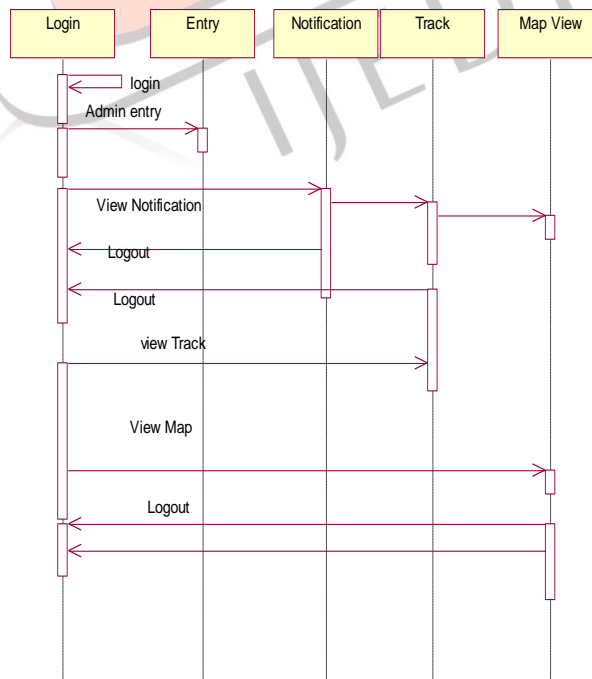 Login
Entry
Notification
Track
Map View
login
Admin entry
View Notification
Logout
Logout
view Track
View Map
Logout